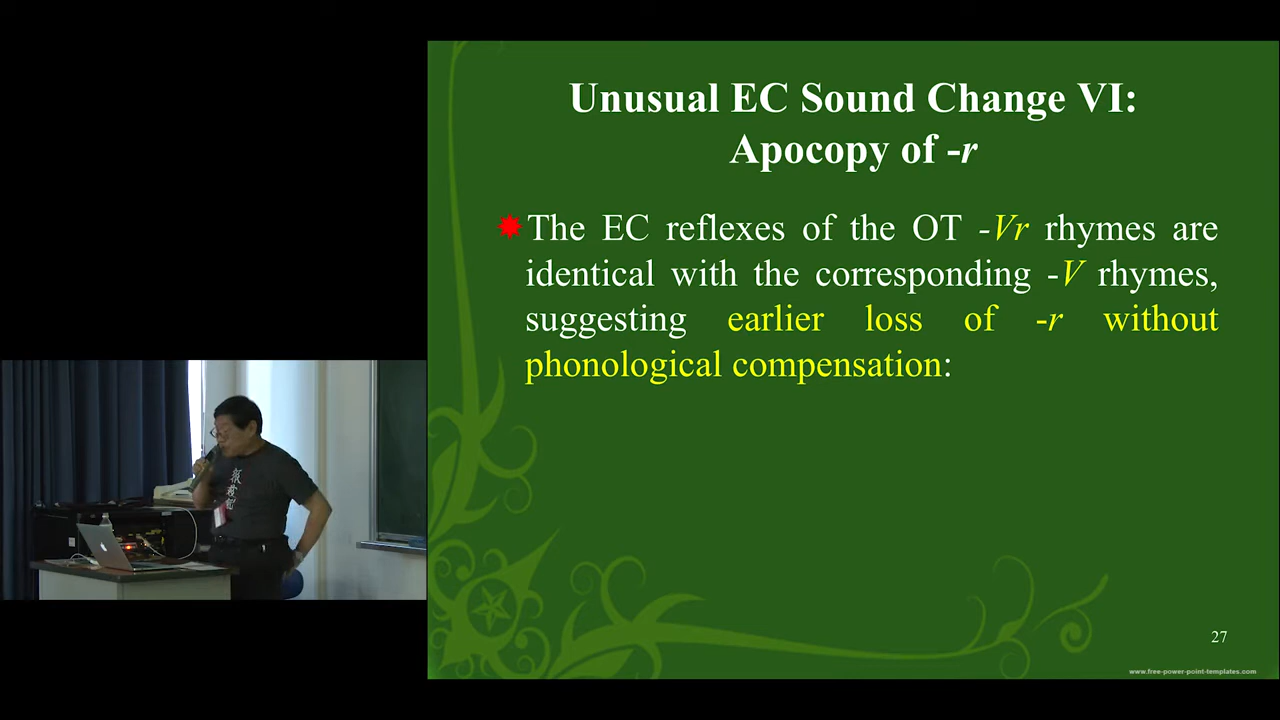 Unusual EC Sound Change VI:
Apocopy of -r
The EC reflexes of the OT -Vr rhymes are
identical with the corresponding -V rhymes,
suggesting earlier loss of -r without
phonological compensation:
27
www.free-power-point-templates.com